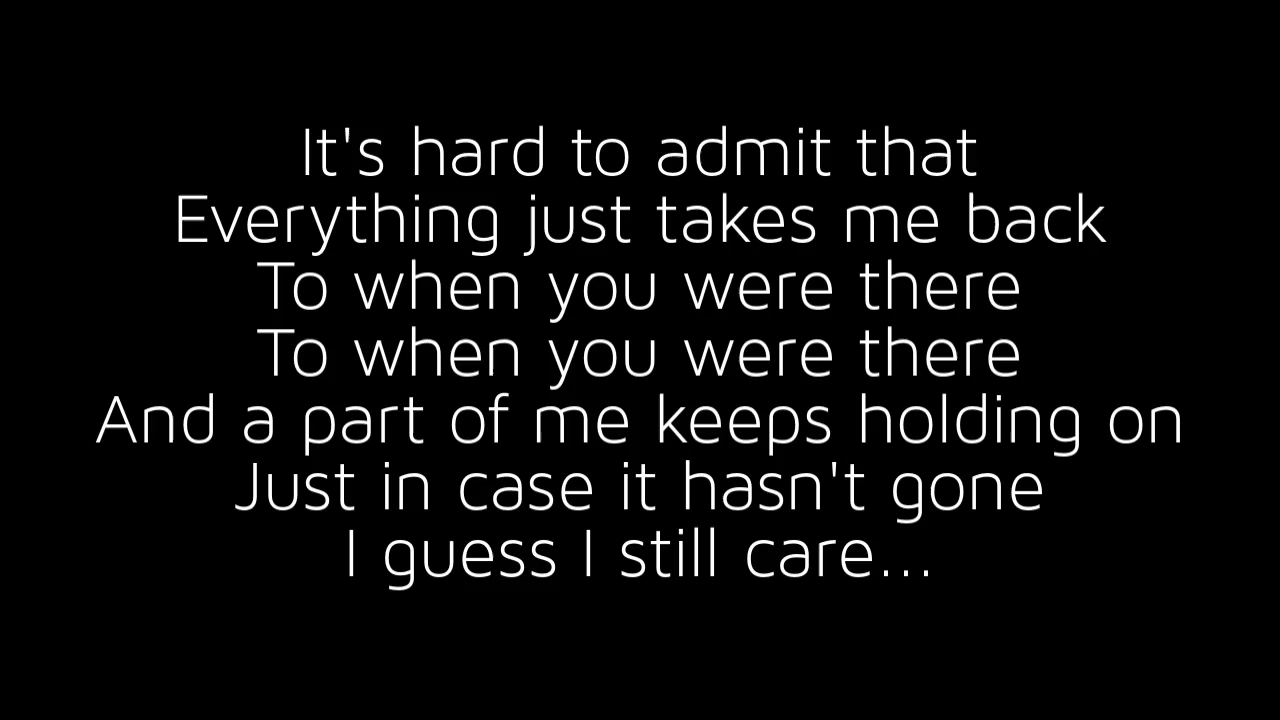 It's hard to admit that
Everything just takes me back
To when you were there
To when you were there
And a part of me keeps holding on
Just in case it hasn't gone
I guess I still care...